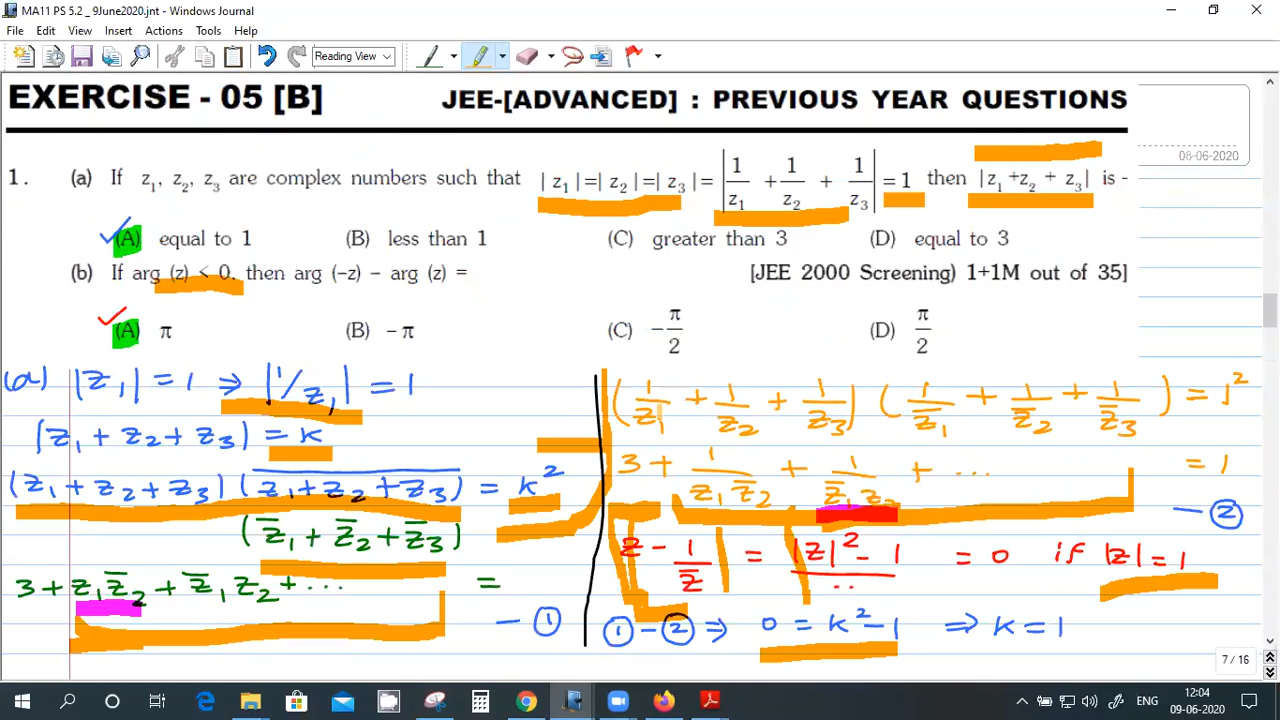 MA11 PS 5.2 _ 9June2020.jnt - Windows Journal
File Edit View Insert Actions Tools Help
Reading View
EXERCISE - 05 [B] JEE-[ADVANCED] : PREVIOUS YEAR QUESTIONS
08-06-2020
1. (a) If z₁, z₂, z₃ are complex numbers such that |z₁|=|z₂|=|z₃|= |1/z₁ + 1/z₂ + 1/z₃| = 1 then |z₁+z₂ + z₃| is -
(A) equal to 1 (B) less than 1 (C) greater than 3 (D) equal to 3
(b) If arg (z) < 0, then arg (–z) – arg (z) = [JEE 2000 Screening) 1+1M out of 35]
(A) π (B) – π (C) –π/2 (D) π/2
(a) |z₁| = 1 ⇒ |1/z₁| = 1
|z₁ + z₂ + z₃| = k
(z₁ + z₂ + z₃) (z₁ + z₂ + z₃)‾ = k²
(z̅₁ + z̅₂ + z̅₃)
3 + z₁z̅₂ + z̅₁z₂ + ... =
— ①
(1/z₁ + 1/z₂ + 1/z₃) (1/z̅₁ + 1/z̅₂ + 1/z̅₃) = 1²
3 + 1/z₁z̅₂ + 1/z̅₁z₂ + ... = 1
— ②
z – 1/z̅ = |z|² – 1/.. = 0 if |z| = 1
① – ② ⇒ 0 = k² – 1 ⇒ k = 1
7 / 16
ENG
12:04
09-06-2020